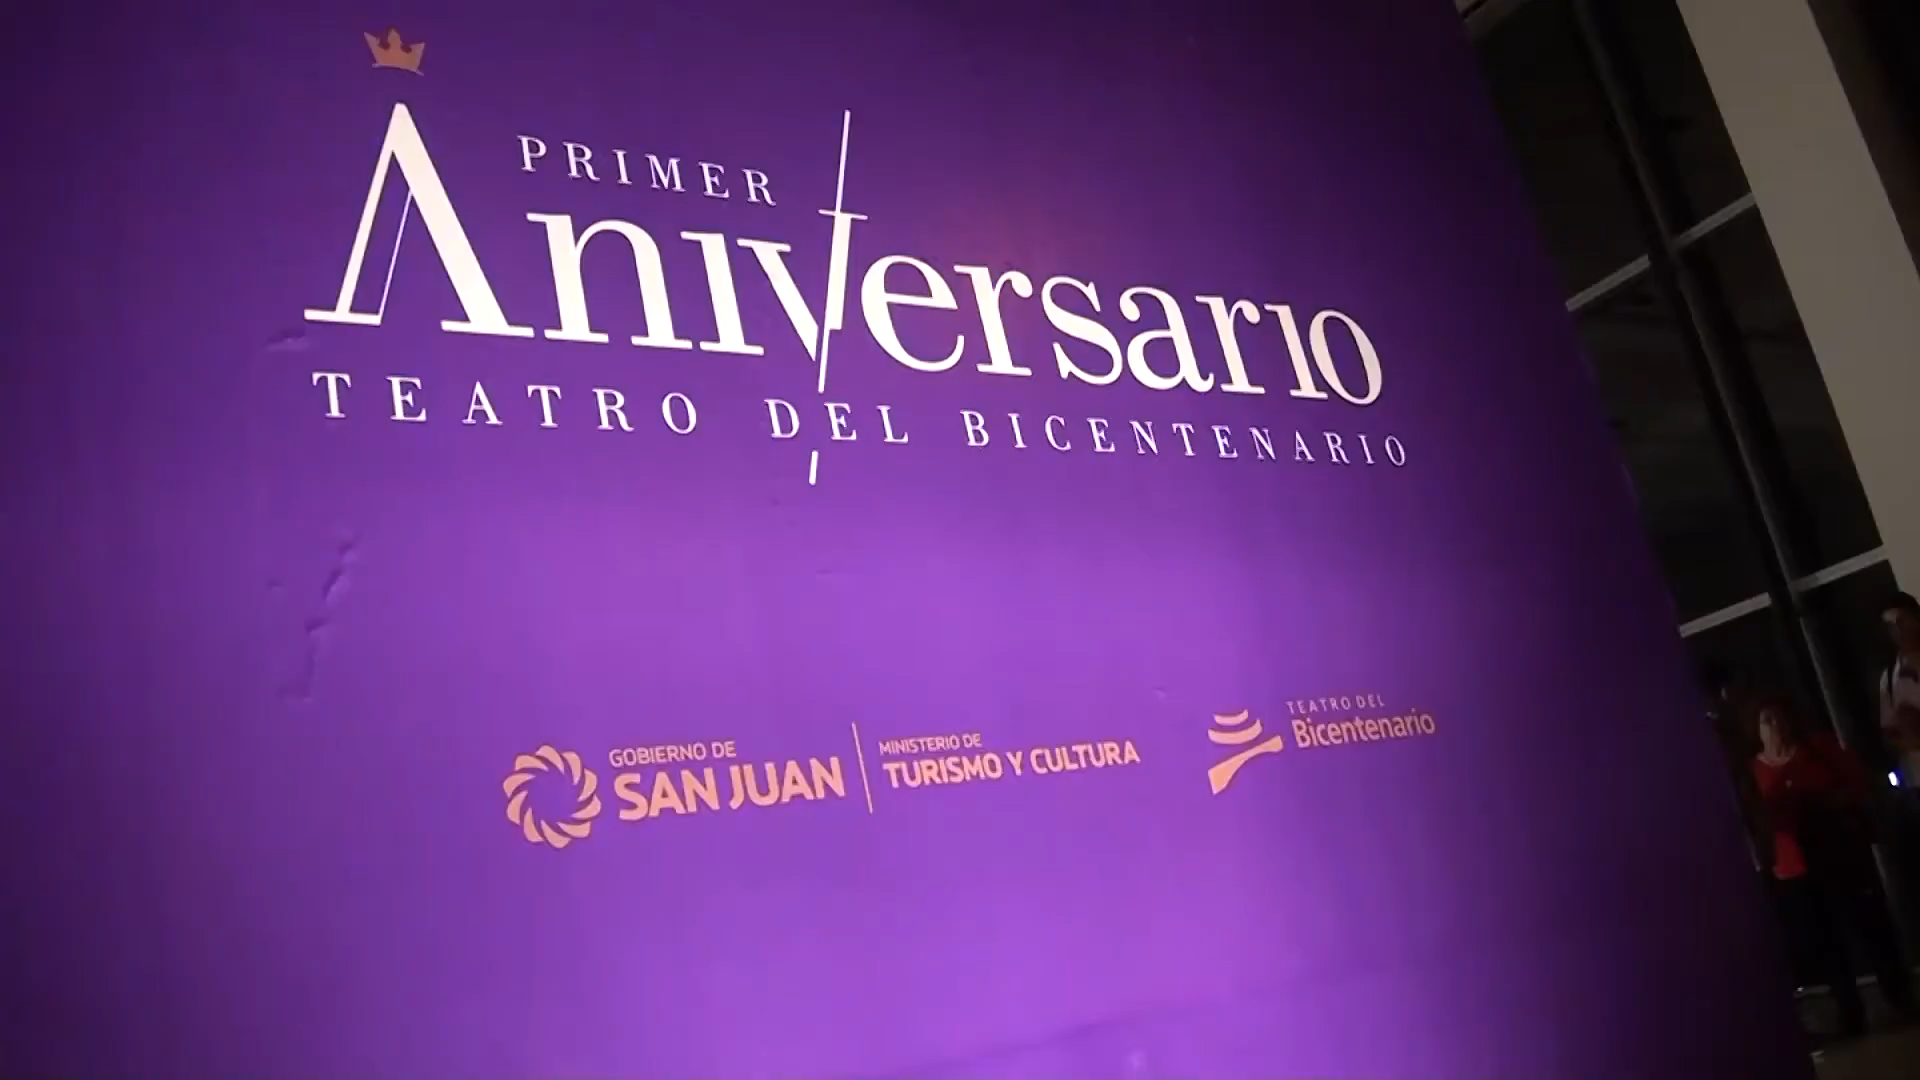 PRIMER
Aniversario
TEATRO DEL BICENTENARIO
GOBIERNO DE
SAN JUAN
MINISTERIO DE
TURISMO Y CULTURA
TEATRO DEL
Bicentenario